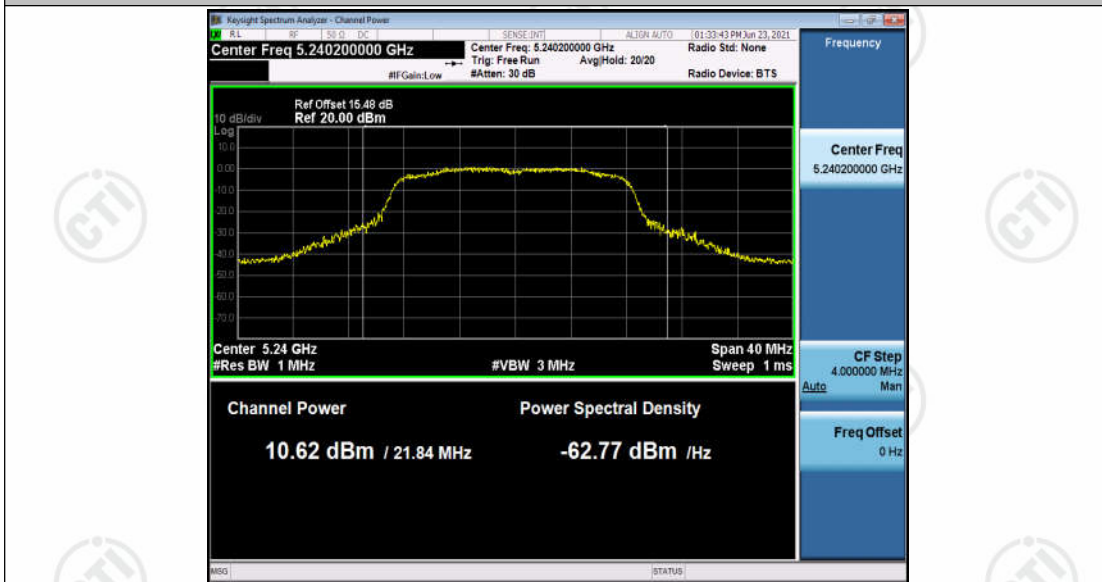 Keysight Spectrum Analyzer - Channel Power
RL RF 50 Ω DC SENSE:INT ALIGN AUTO 01:33:43 PM Jun 23, 2021
Center Freq 5.240200000 GHz
Center Freq: 5.240200000 GHz
Radio Std: None
Trig: Free Run Avg|Hold: 20/20
#IFGain:Low
#Atten: 30 dB
Radio Device: BTS
Ref Offset 15.48 dB
10 dB/div Ref 20.00 dBm
Log
10.0
0.00
-10.0
-20.0
-30.0
-40.0
-50.0
-60.0
-70.0
Center 5.24 GHz
Span 40 MHz
#Res BW 1 MHz
#VBW 3 MHz
Sweep 1 ms
Channel Power
Power Spectral Density
10.62 dBm / 21.84 MHz
-62.77 dBm /Hz
MSG
STATUS
Frequency
Center Freq
5.240200000 GHz
CF Step
4.000000 MHz
Auto Man
Freq Offset
0 Hz
CTI
CTI
CTI
CTI